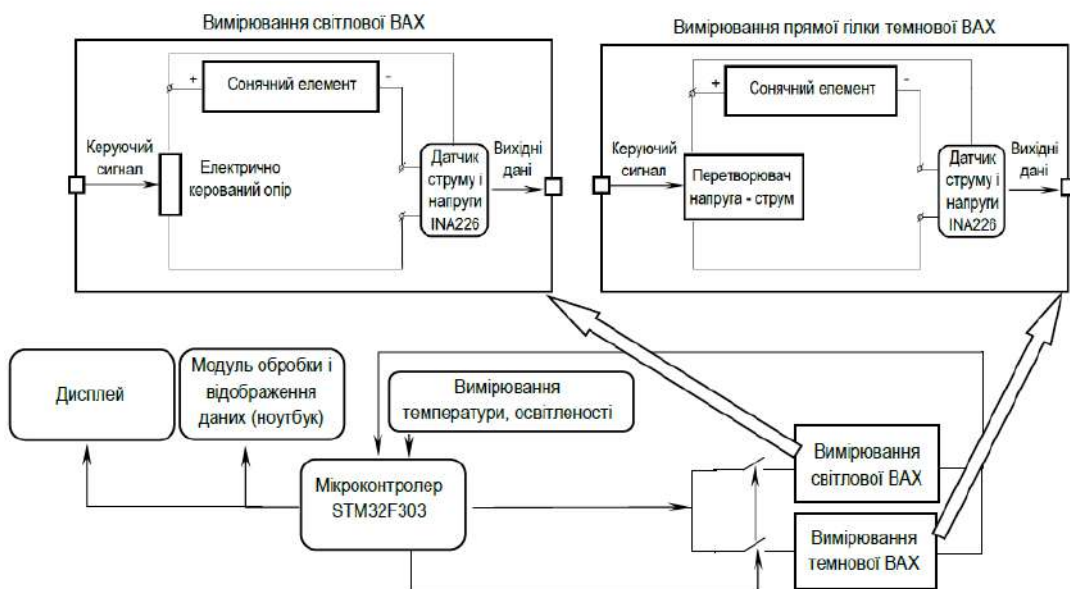 Вимірювання світлової ВАХ
+
-
Сонячний елемент
Керуючий
сигнал
Електрично
керований опір
Датчик
струму і
напруги
INA226
Вихідні
дані
Вимірювання прямої гілки темнової ВАХ
+
-
Сонячний елемент
Керуючий
сигнал
Перетворювач
напруга - струм
Датчик
струму і
напруги
INA226
Вихідні
дані
Дисплей
Модуль обробки і
відображення
даних (ноутбук)
Вимірювання
температури, освітленості
Мікроконтролер
STM32F303
Вимірювання
світлової ВАХ
Вимірювання
темнової ВАХ